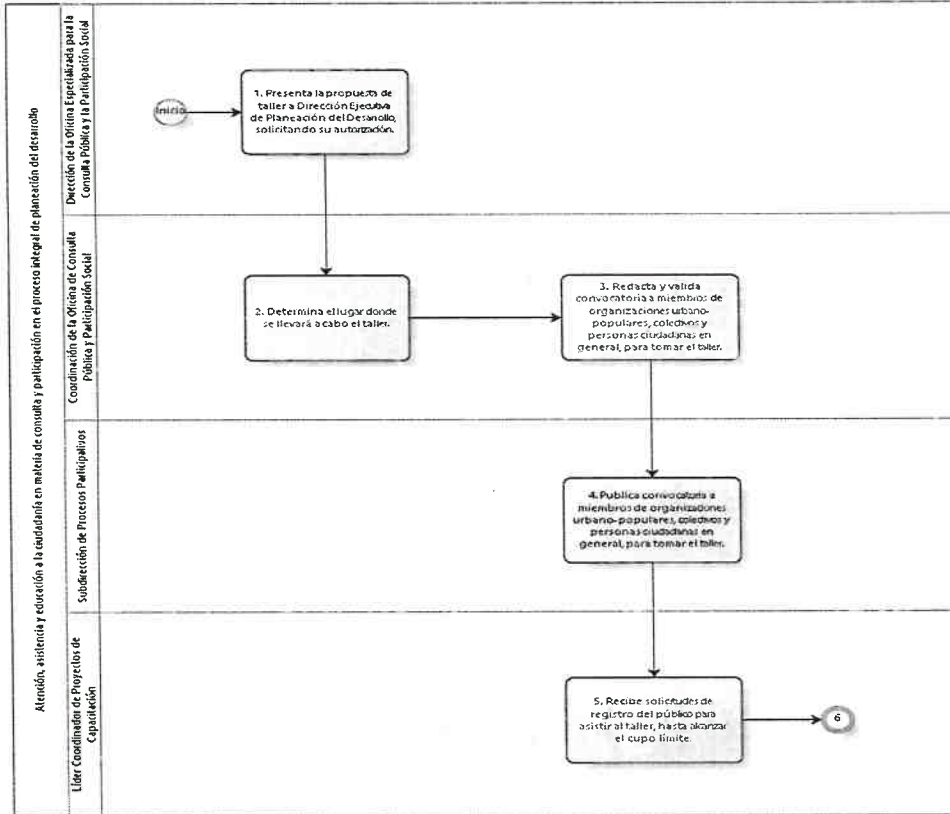 Atención, asistencia y educación a la ciudadanía en materia de consulta y participación en el proceso integral de planeación del desarrollo
Dirección de la Oficina Especializada para la
Consulta Pública y la Participación Social
Inicio
1. Presenta la propuesta de
taller a Dirección Ejecutiva
de Planeación del Desarrollo,
solicitando su autorización.
Coordinación de la Oficina de Consulta
Pública y Participación Social
2. Determina el lugar donde
se llevará a cabo el taller.
3. Redacta y valida
convocatoria a miembros de
organizaciones urbano-
populares, colectivos y
personas ciudadanas en
general, para tomar el taller.
Subdirección de Procesos Participativos
4. Publica convocatoria a
miembros de organizaciones
urbano-populares, colectivos y
personas ciudadanas en
general, para tomar el taller.
Líder Coordinador de Proyectos de
Capacitación
5. Recibe solicitudes de
registro del público para
asistir al taller, hasta alcanzar
el cupo límite.
6